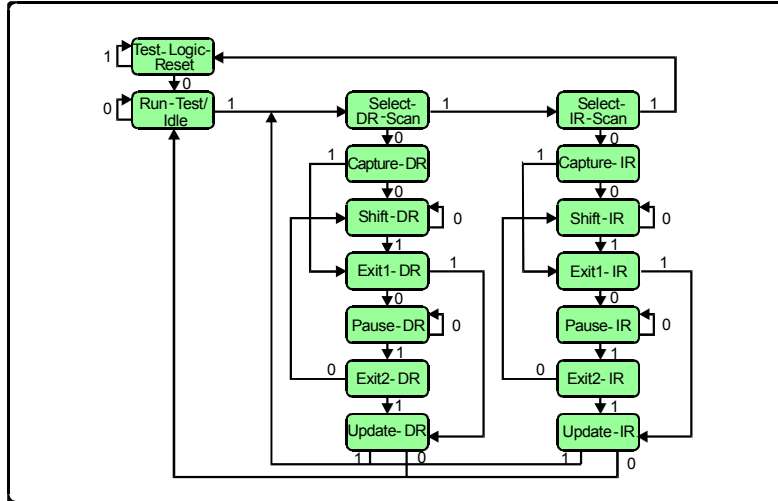 Test-Logic-
Reset
1
0
Run-Test/
Idle
0
1
Select-
DR-Scan
1
0
Select-
IR-Scan
1
0
Capture-DR
1
0
Capture-IR
1
0
Shift-DR
0
1
Shift-IR
0
1
Exit1-DR
1
0
Exit1-IR
1
0
Pause-DR
0
1
Pause-IR
0
1
Exit2-DR
0
1
Exit2-IR
0
1
Update-DR
1
0
Update-IR
1
0